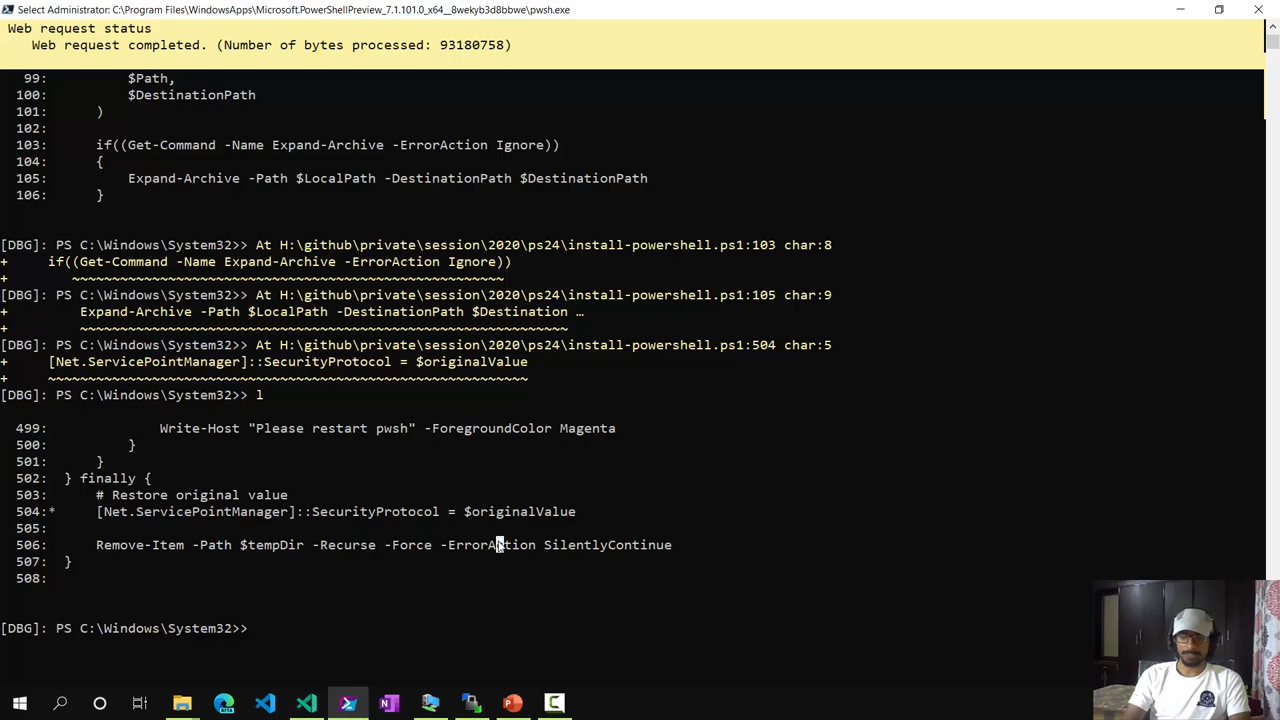 Select Administrator: C:\Program Files\WindowsApps\Microsoft.PowerShellPreview_7.1.101.0_x64__8wekyb3d8bbwe\pwsh.exe
Web request status
Web request completed. (Number of bytes processed: 93180758)
99: $Path,
100: $DestinationPath
101: )
102:
103: if((Get-Command -Name Expand-Archive -ErrorAction Ignore))
104: {
105: Expand-Archive -Path $LocalPath -DestinationPath $DestinationPath
106: }
[DBG]: PS C:\Windows\System32>> At H:\github\private\session\2020\ps24\install-powershell.ps1:103 char:8
+ if((Get-Command -Name Expand-Archive -ErrorAction Ignore))
+ ~~~~~~~~~~~~~~~~~~~~~~~~~~~~~~~~~~~~~~~~~~~~~~~~~~~~~~
[DBG]: PS C:\Windows\System32>> At H:\github\private\session\2020\ps24\install-powershell.ps1:105 char:9
+ Expand-Archive -Path $LocalPath -DestinationPath $Destination …
+ ~~~~~~~~~~~~~~~~~~~~~~~~~~~~~~~~~~~~~~~~~~~~~~~~~~~~~~~~~~~~~
[DBG]: PS C:\Windows\System32>> At H:\github\private\session\2020\ps24\install-powershell.ps1:504 char:5
+ [Net.ServicePointManager]::SecurityProtocol = $originalValue
+ ~~~~~~~~~~~~~~~~~~~~~~~~~~~~~~~~~~~~~~~~~~~~~~~~~~~~~~~~~~~~
[DBG]: PS C:\Windows\System32>> l
499: Write-Host "Please restart pwsh" -ForegroundColor Magenta
500: }
501: }
502: } finally {
503: # Restore original value
504:* [Net.ServicePointManager]::SecurityProtocol = $originalValue
505:
506: Remove-Item -Path $tempDir -Recurse -Force -ErrorAction SilentlyContinue
507: }
508:
[DBG]: PS C:\Windows\System32>>